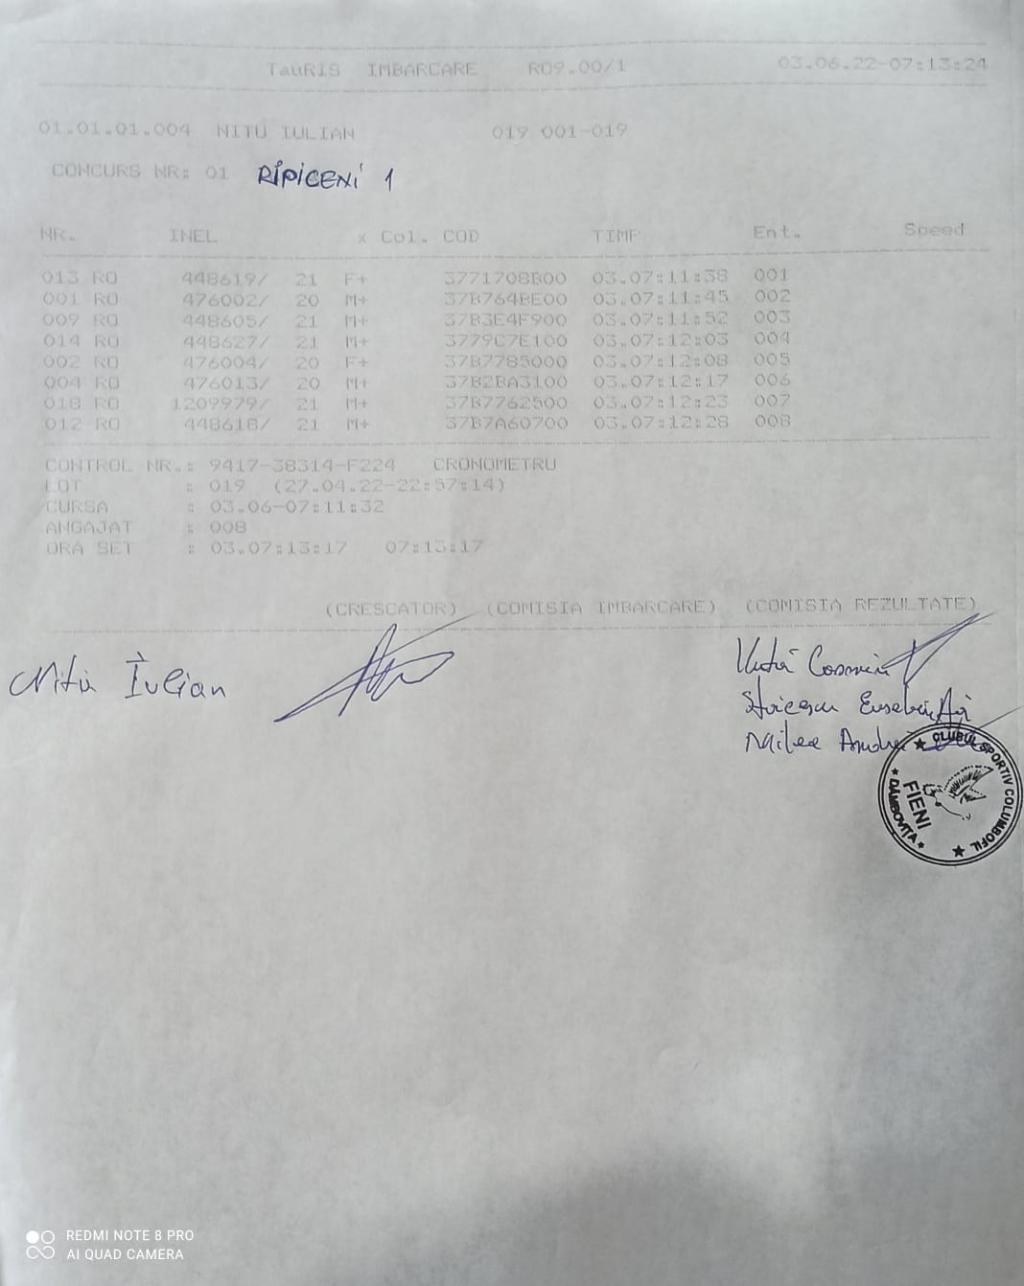 TauRIS IMBARCARE RO9.00/1 03.06.22-07:13:24
01.01.01.004 NITU IULIAN 019 001-019
CONCURS NR: 01 RIPICENI 1
NR. INEL x Col. COD TIMP Ent. Speed
013 RO 448619/ 21 F+ 3771708B00 03.07:11:38 001
001 RO 476002/ 20 M+ 37B764BE00 03.07:11:45 002
009 RO 448605/ 21 M+ 37B3E4F900 03.07:11:52 003
014 RO 448627/ 21 M+ 3779C7E100 03.07:12:03 004
002 RO 476004/ 20 F+ 37B7785000 03.07:12:08 005
004 RO 476013/ 20 M+ 37B2BA3100 03.07:12:17 006
018 RO 1209979/ 21 M+ 37B7762500 03.07:12:23 007
012 RO 448618/ 21 M+ 37B7A60700 03.07:12:28 008
CONTROL NR.: 9417-38314-F224 CRONOMETRU
LOT : 019 (27.04.22-22:57:14)
CURSA : 03.06-07:11:32
ANGAJAT : 008
ORA SET : 03.07:13:17 07:13:17
(CRESCATOR) (COMISIA IMBARCARE) (COMISIA REZULTATE)
Nitu Iulian
Cosmin
Stoicescu
Mailea Andrei
CLUBUL SPORTIV COLUMBOFIL
FIENI
DÂMBOVIȚA
REDMI NOTE 8 PRO
AI QUAD CAMERA